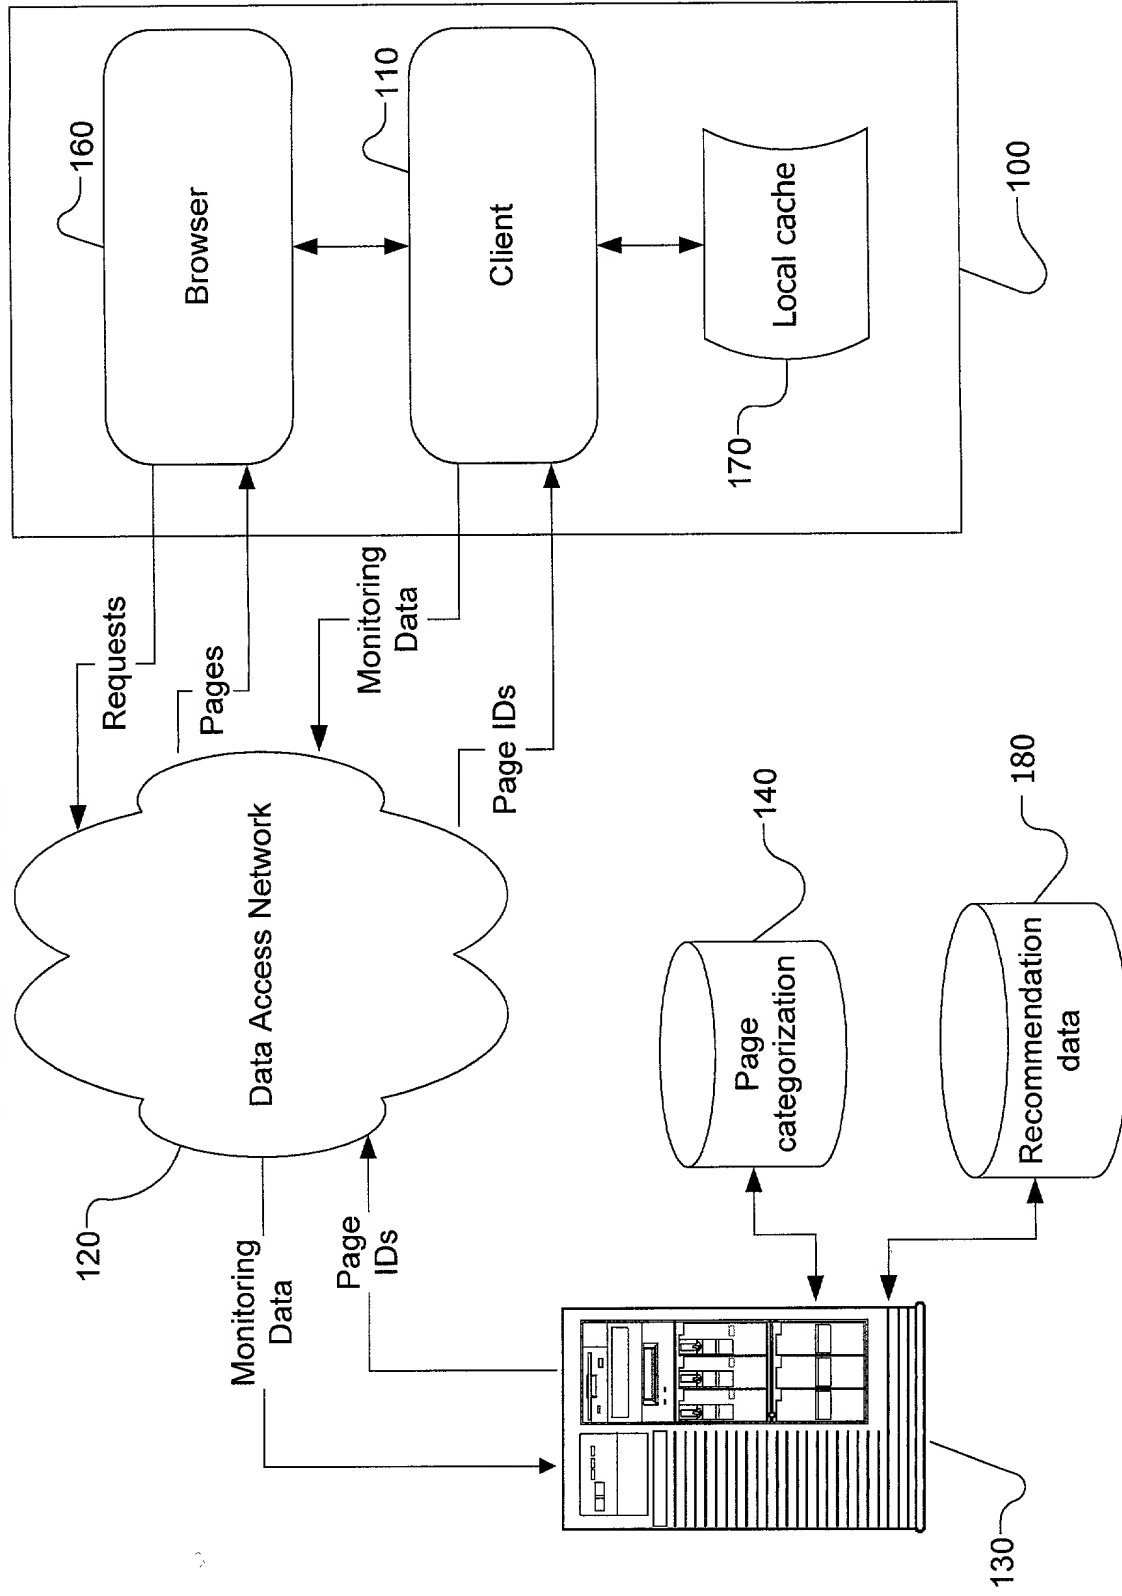 160
Browser
110
Client
Local cache
170
100
Requests
Pages
Monitoring
Data
Page IDs
Data Access Network
120
Monitoring
Data
Page
IDs
Page
categorization
140
Recommendation
data
180
130